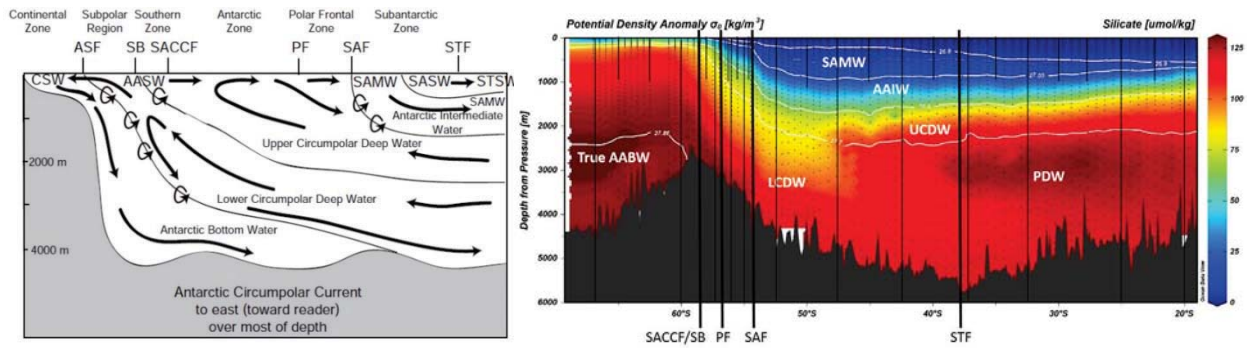 Continental Zone
Subpolar Region
Southern Zone
Antarctic Zone
Polar Frontal Zone
Subantarctic Zone
ASF SB SACCF PF SAF STF
CSW AASW SAMW SASW STSW
SAMW
Antarctic Intermediate Water
Upper Circumpolar Deep Water
2000 m
Lower Circumpolar Deep Water
Antarctic Bottom Water
4000 m
Antarctic Circumpolar Current
to east (toward reader)
over most of depth
Potential Density Anomaly σ₀ [kg/m³] Silicate [umol/kg]
Depth from Pressure [m]
0
1000
2000
3000
4000
5000
6000
SAMW
AAIW
UCDW
True AABW
LCDW
PDW
60°S 50°S 40°S 30°S 20°S
SACCF/SB PF SAF STF
125
100
75
50
25
0
Ocean Data View